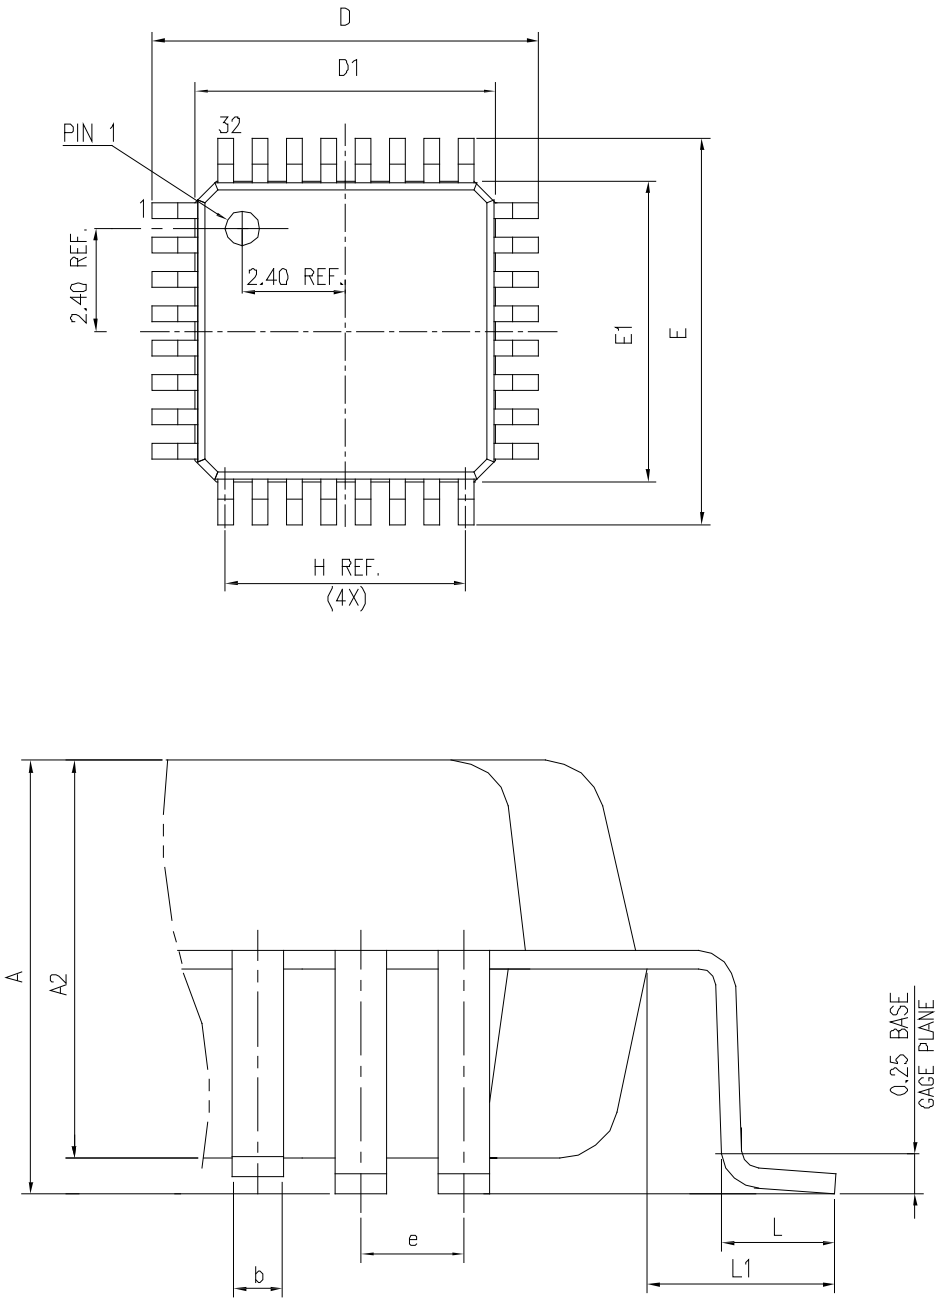 D
D1
32
PIN 1
1
2.40 REF.
2.40 REF.
E1
E
H REF.
(4X)
A
A2
0.25 BASE
GAGE PLANE
L
e
L1
b